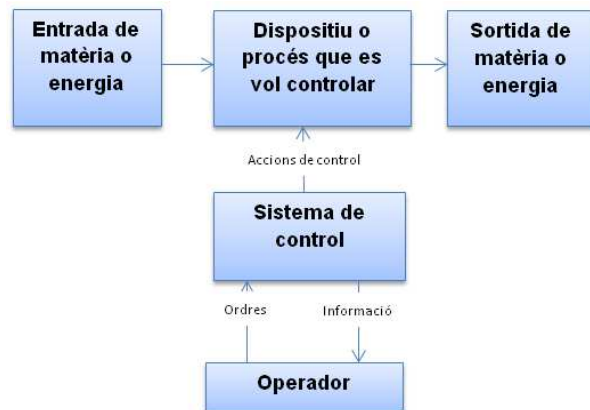 Entrada de
matèria o
energia
Dispositiu o
procés que es
vol controlar
Sortida de
matèria o
energia
Accions de control
Sistema de
control
Ordres
Informació
Operador